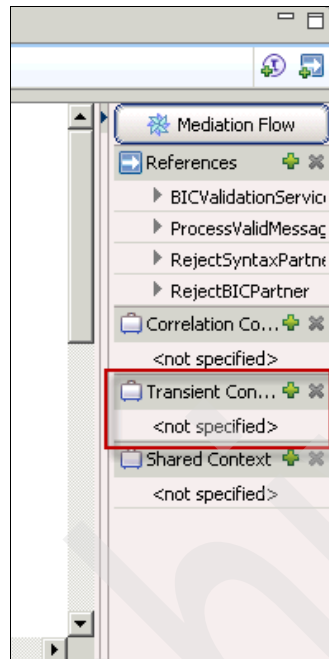 Mediation Flow
References
BICValidationServic
ProcessValidMessag
RejectSyntaxPartne
RejectBICPartner
Correlation Co...
<not specified>
Transient Con...
<not specified>
Shared Context
<not specified>